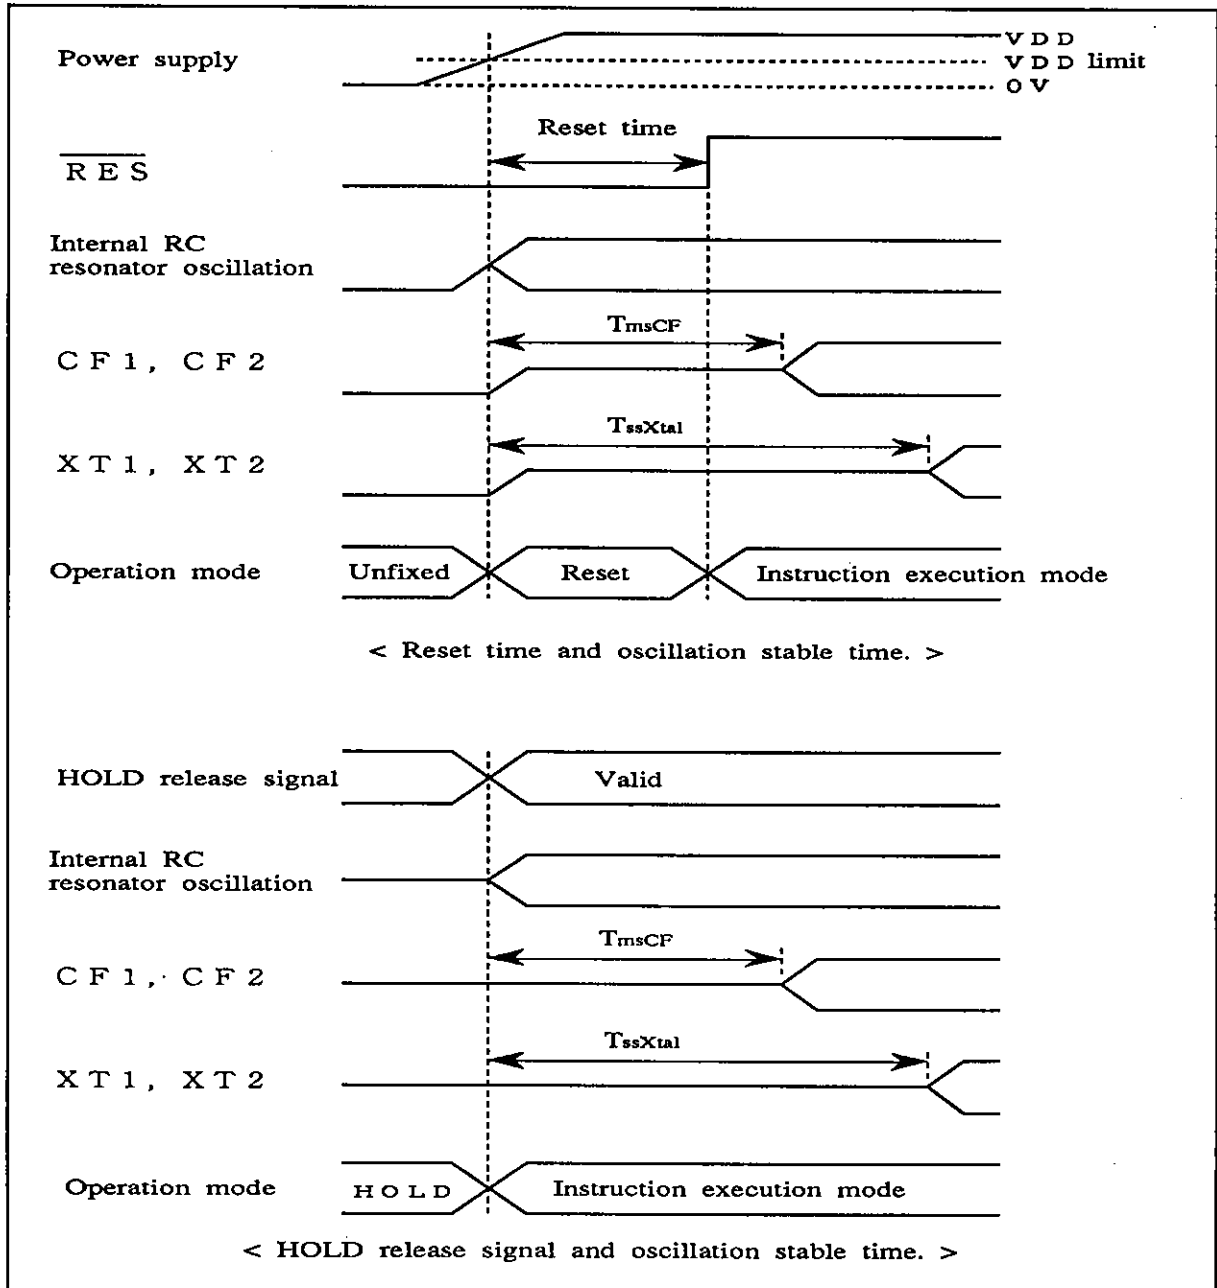 VDD
Power supply
VDD limit
0V
Reset time
RES
Internal RC
resonator oscillation
TmsCF
CF1, CF2
TssXtal
XT1, XT2
Operation mode Unfixed Reset Instruction execution mode
< Reset time and oscillation stable time. >
HOLD release signal Valid
Internal RC
resonator oscillation
TmsCF
CF1, CF2
TssXtal
XT1, XT2
Operation mode HOLD Instruction execution mode
< HOLD release signal and oscillation stable time. >